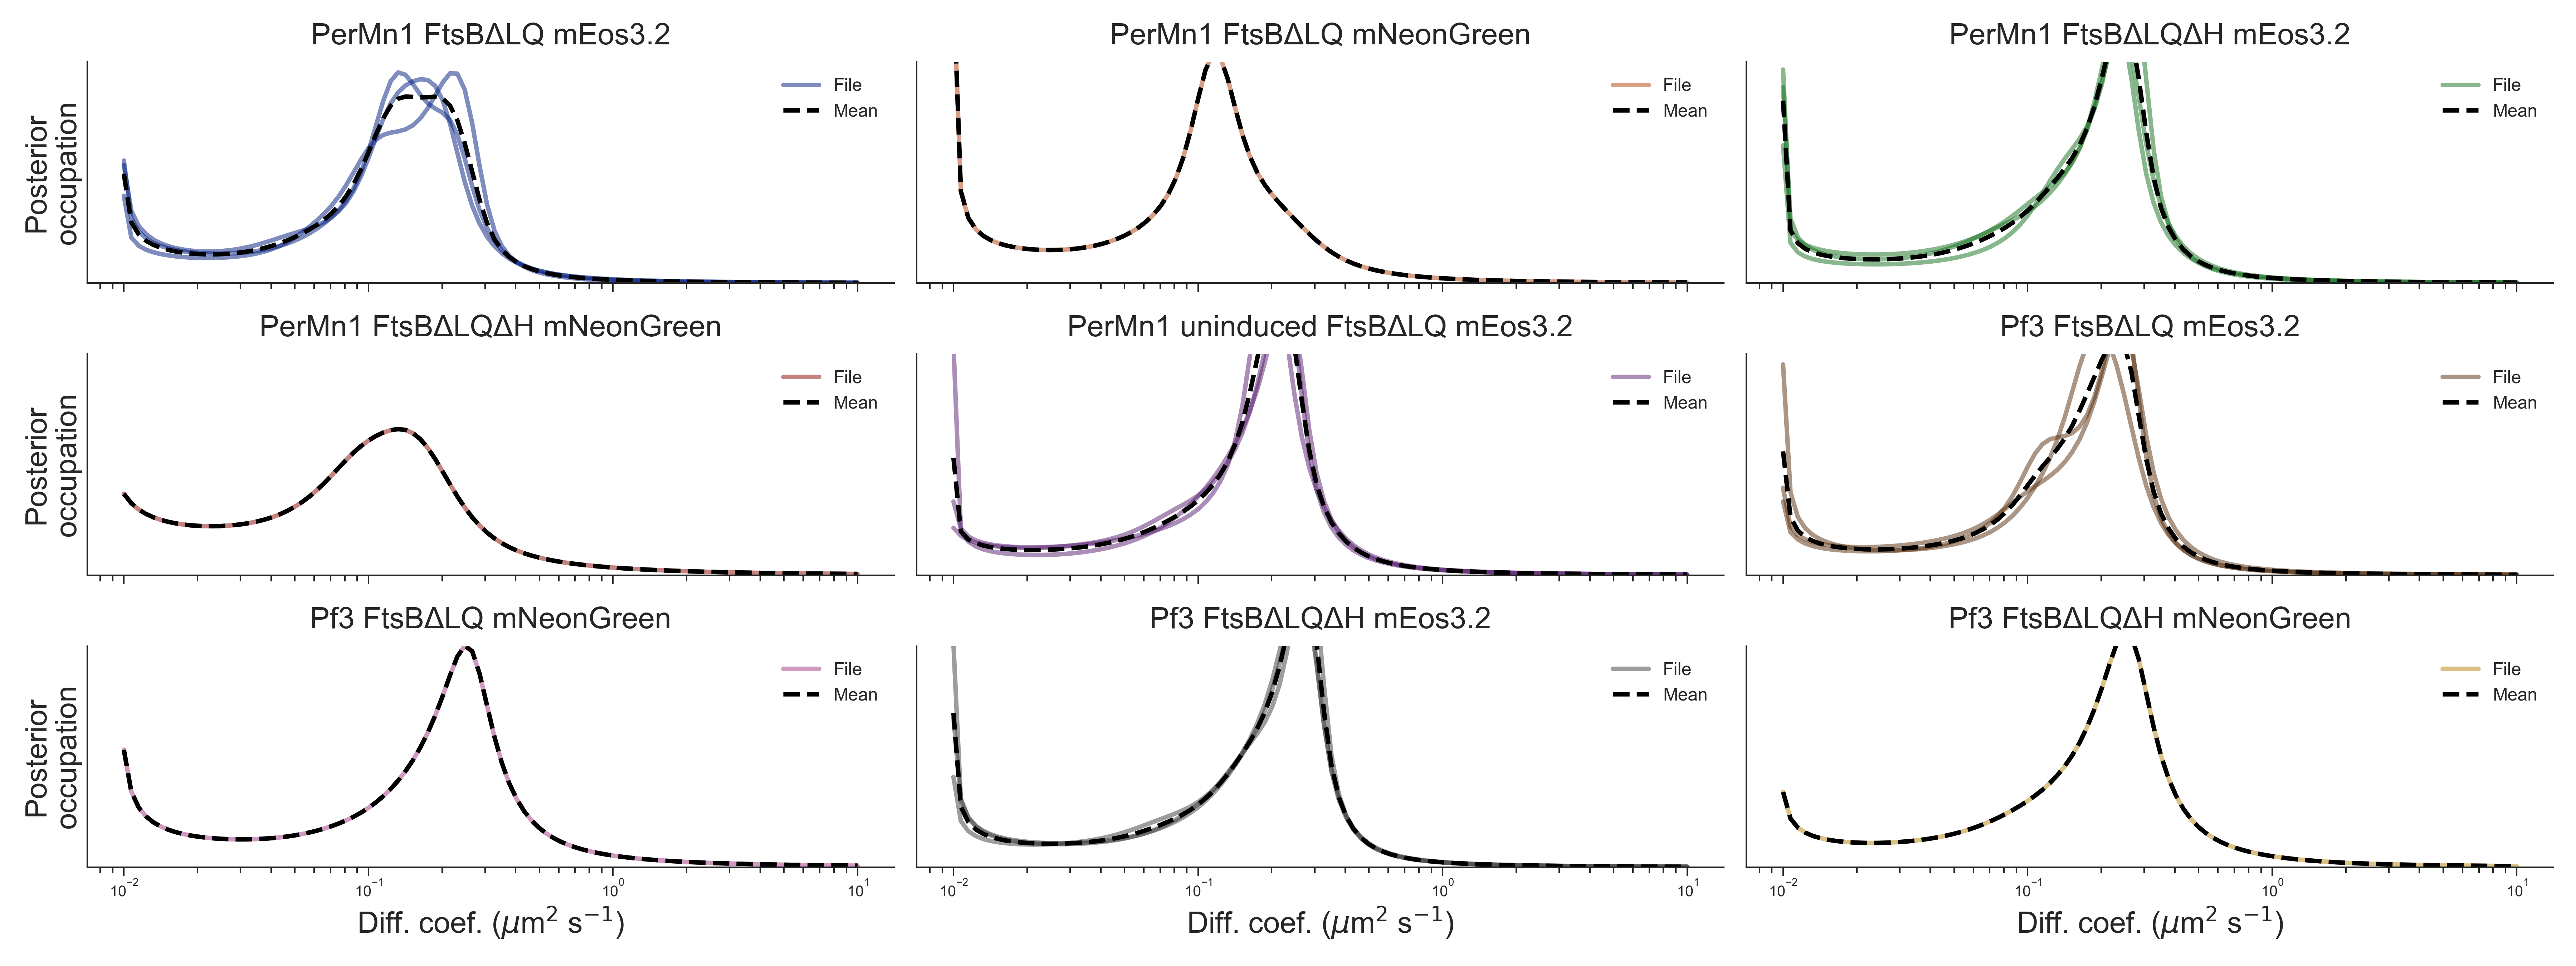 PerMn1 FtsBΔLQ mEos3.2
PerMn1 FtsBΔLQ mNeonGreen
PerMn1 FtsBΔLQΔH mEos3.2
Posterior
occupation
File
Mean
File
Mean
File
Mean
PerMn1 FtsBΔLQΔH mNeonGreen
PerMn1 uninduced FtsBΔLQ mEos3.2
Pf3 FtsBΔLQ mEos3.2
Posterior
occupation
File
Mean
File
Mean
File
Mean
Pf3 FtsBΔLQ mNeonGreen
Pf3 FtsBΔLQΔH mEos3.2
Pf3 FtsBΔLQΔH mNeonGreen
Posterior
occupation
File
Mean
File
Mean
File
Mean
10⁻² 10⁻¹ 10⁰ 10¹
10⁻² 10⁻¹ 10⁰ 10¹
10⁻² 10⁻¹ 10⁰ 10¹
Diff. coef. (μm² s⁻¹)
Diff. coef. (μm² s⁻¹)
Diff. coef. (μm² s⁻¹)